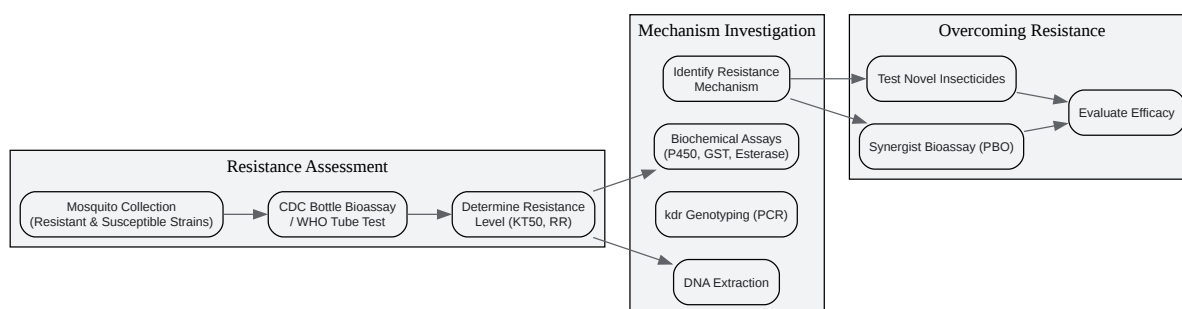 Resistance Assessment
Mosquito Collection
(Resistant & Susceptible Strains)
CDC Bottle Bioassay
/ WHO Tube Test
Determine Resistance
Level (KT50, RR)
Mechanism Investigation
Identify Resistance
Mechanism
Biochemical Assays
(P450, GST, Esterase)
kdr Genotyping (PCR)
DNA Extraction
Overcoming Resistance
Test Novel Insecticides
Synergist Bioassay (PBO)
Evaluate Efficacy